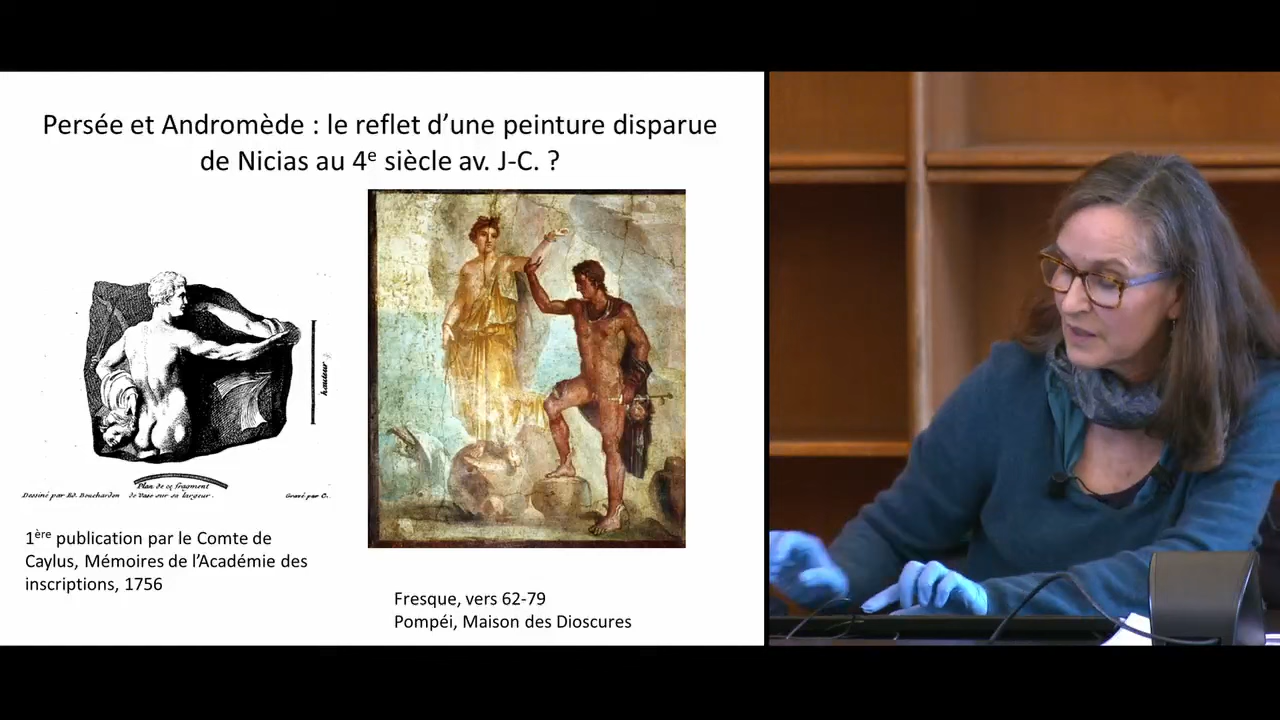 Persée et Andromède : le reflet d’une peinture disparue
de Nicias au 4e siècle av. J-C. ?
hauteur
Plan de ce fragment
Dessiné par Ed. Bouchardon de Vase sur sa largeur. Gravé par C.
1ère publication par le Comte de
Caylus, Mémoires de l’Académie des
inscriptions, 1756
Fresque, vers 62-79
Pompéi, Maison des Dioscures